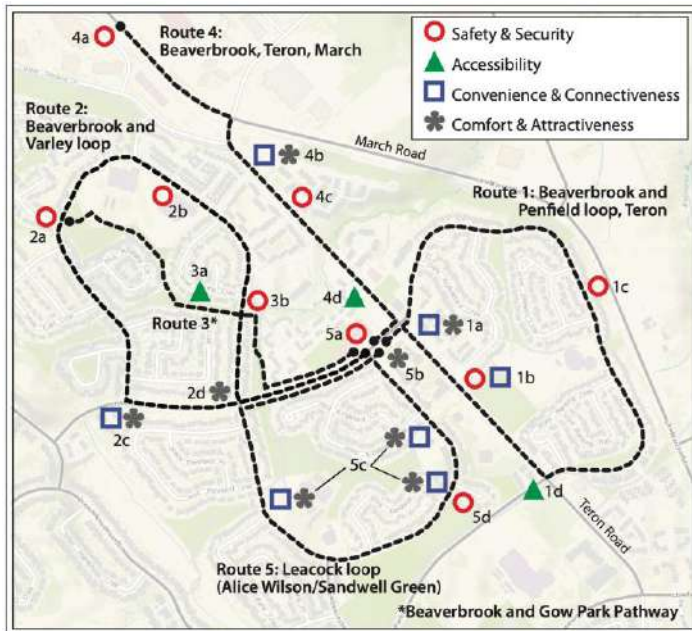 4a
Route 4:
Beaverbrook, Teron, March
Safety & Security
Accessibility
Convenience & Connectiveness
Comfort & Attractiveness
Route 2:
Beaverbrook and
Varley loop
4b
March Road
4c
Route 1: Beaverbrook and
Penfield loop, Teron
2b
2a
3a
3b
4d
1c
Route 3*
5a
1a
5b
1b
2d
2c
5c
1d
5d
Teron Road
Route 5: Leacock loop
(Alice Wilson/Sandwell Green)
*Beaverbrook and Gow Park Pathway